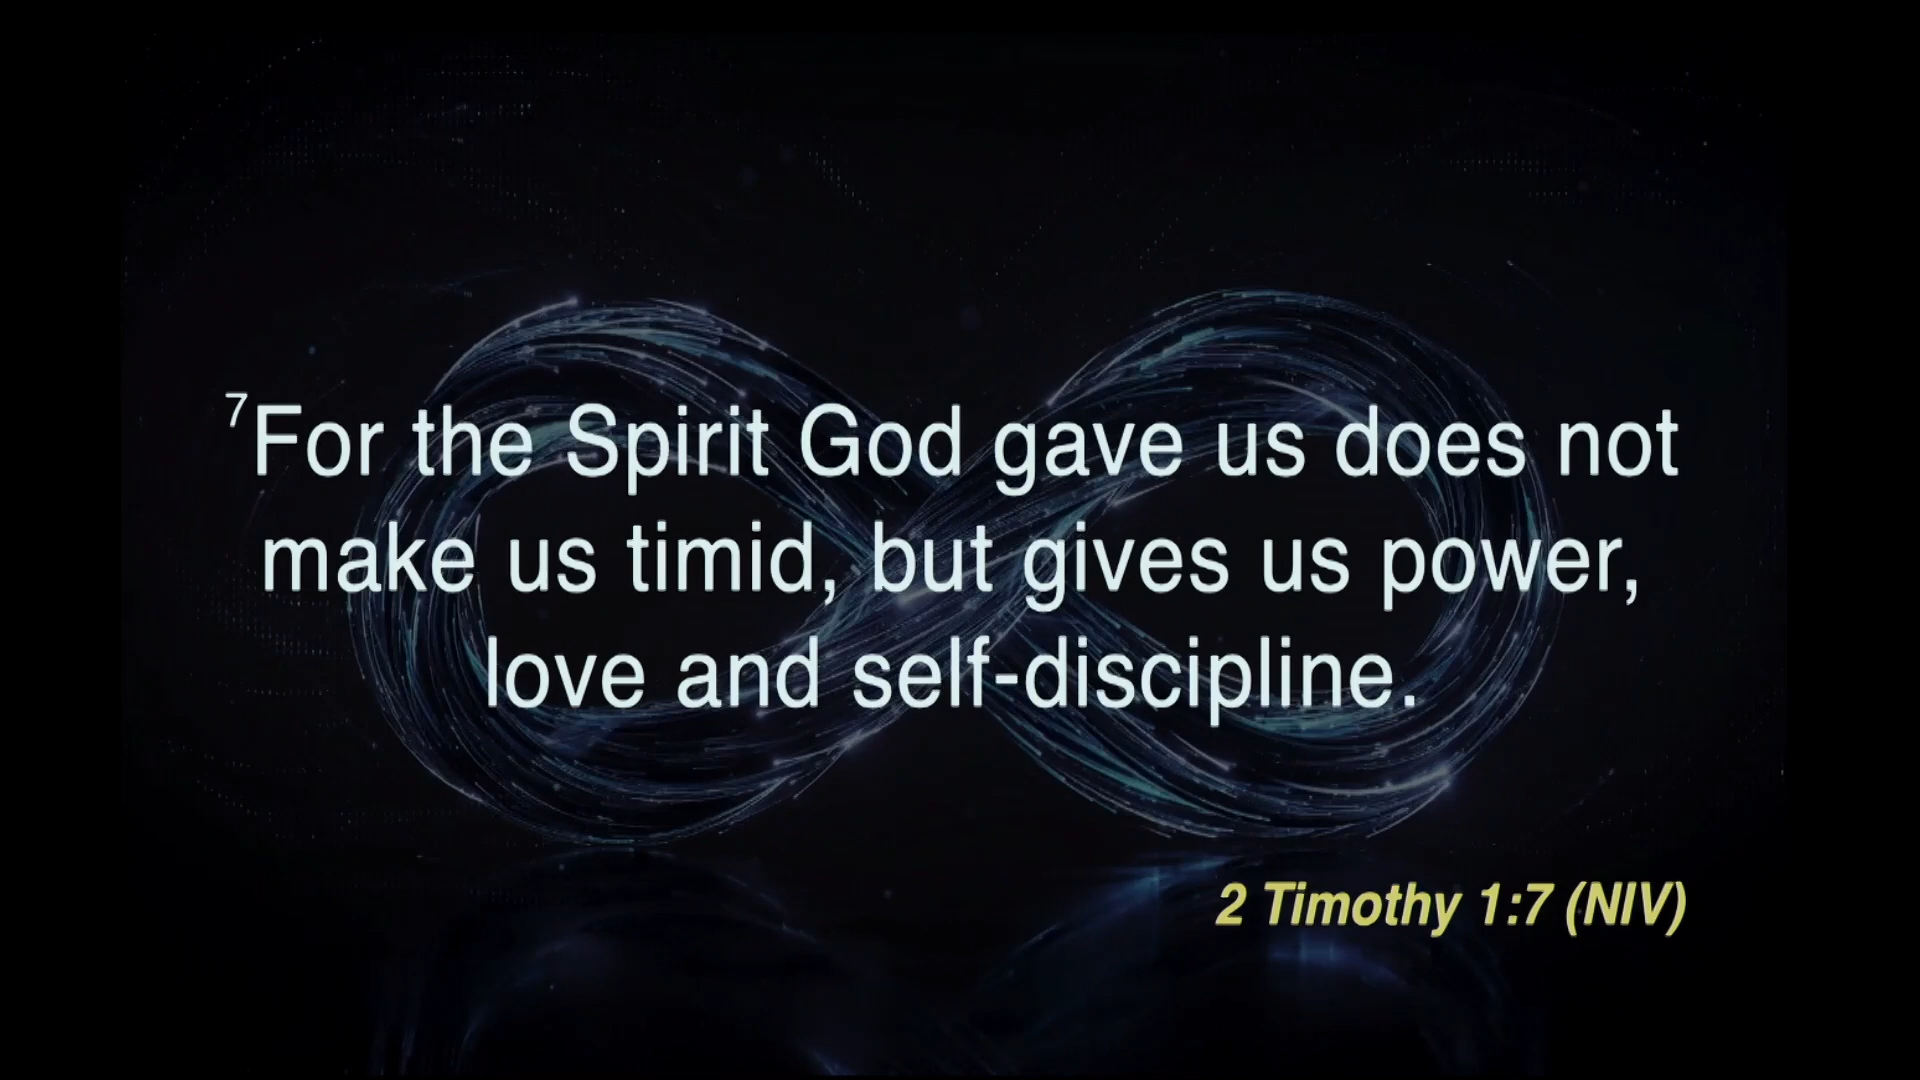 ⁷For the Spirit God gave us does not
make us timid, but gives us power,
love and self-discipline.
2 Timothy 1:7 (NIV)